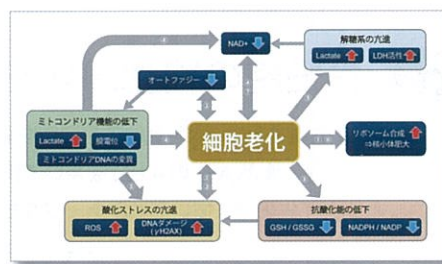 NAD+
解糖系の亢進
Lactate
LDH活性
オートファジー
ミトコンドリア機能の低下
Lactate
膜電位
ミトコンドリアDNAの変異
細胞老化
リボソーム合成
⇒核小体肥大
酸化ストレスの亢進
ROS
DNAダメージ
(γH2AX)
抗酸化能の低下
GSH / GSSG
NADPH / NADP